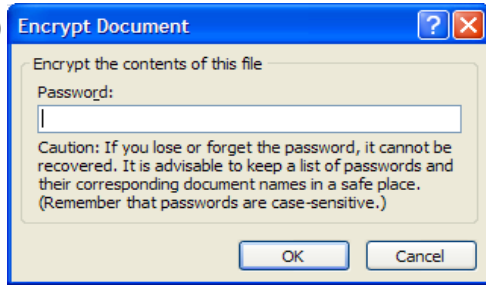 Encrypt Document
Encrypt the contents of this file
Password:
Caution: If you lose or forget the password, it cannot be
recovered. It is advisable to keep a list of passwords and
their corresponding document names in a safe place.
(Remember that passwords are case-sensitive.)
OK Cancel